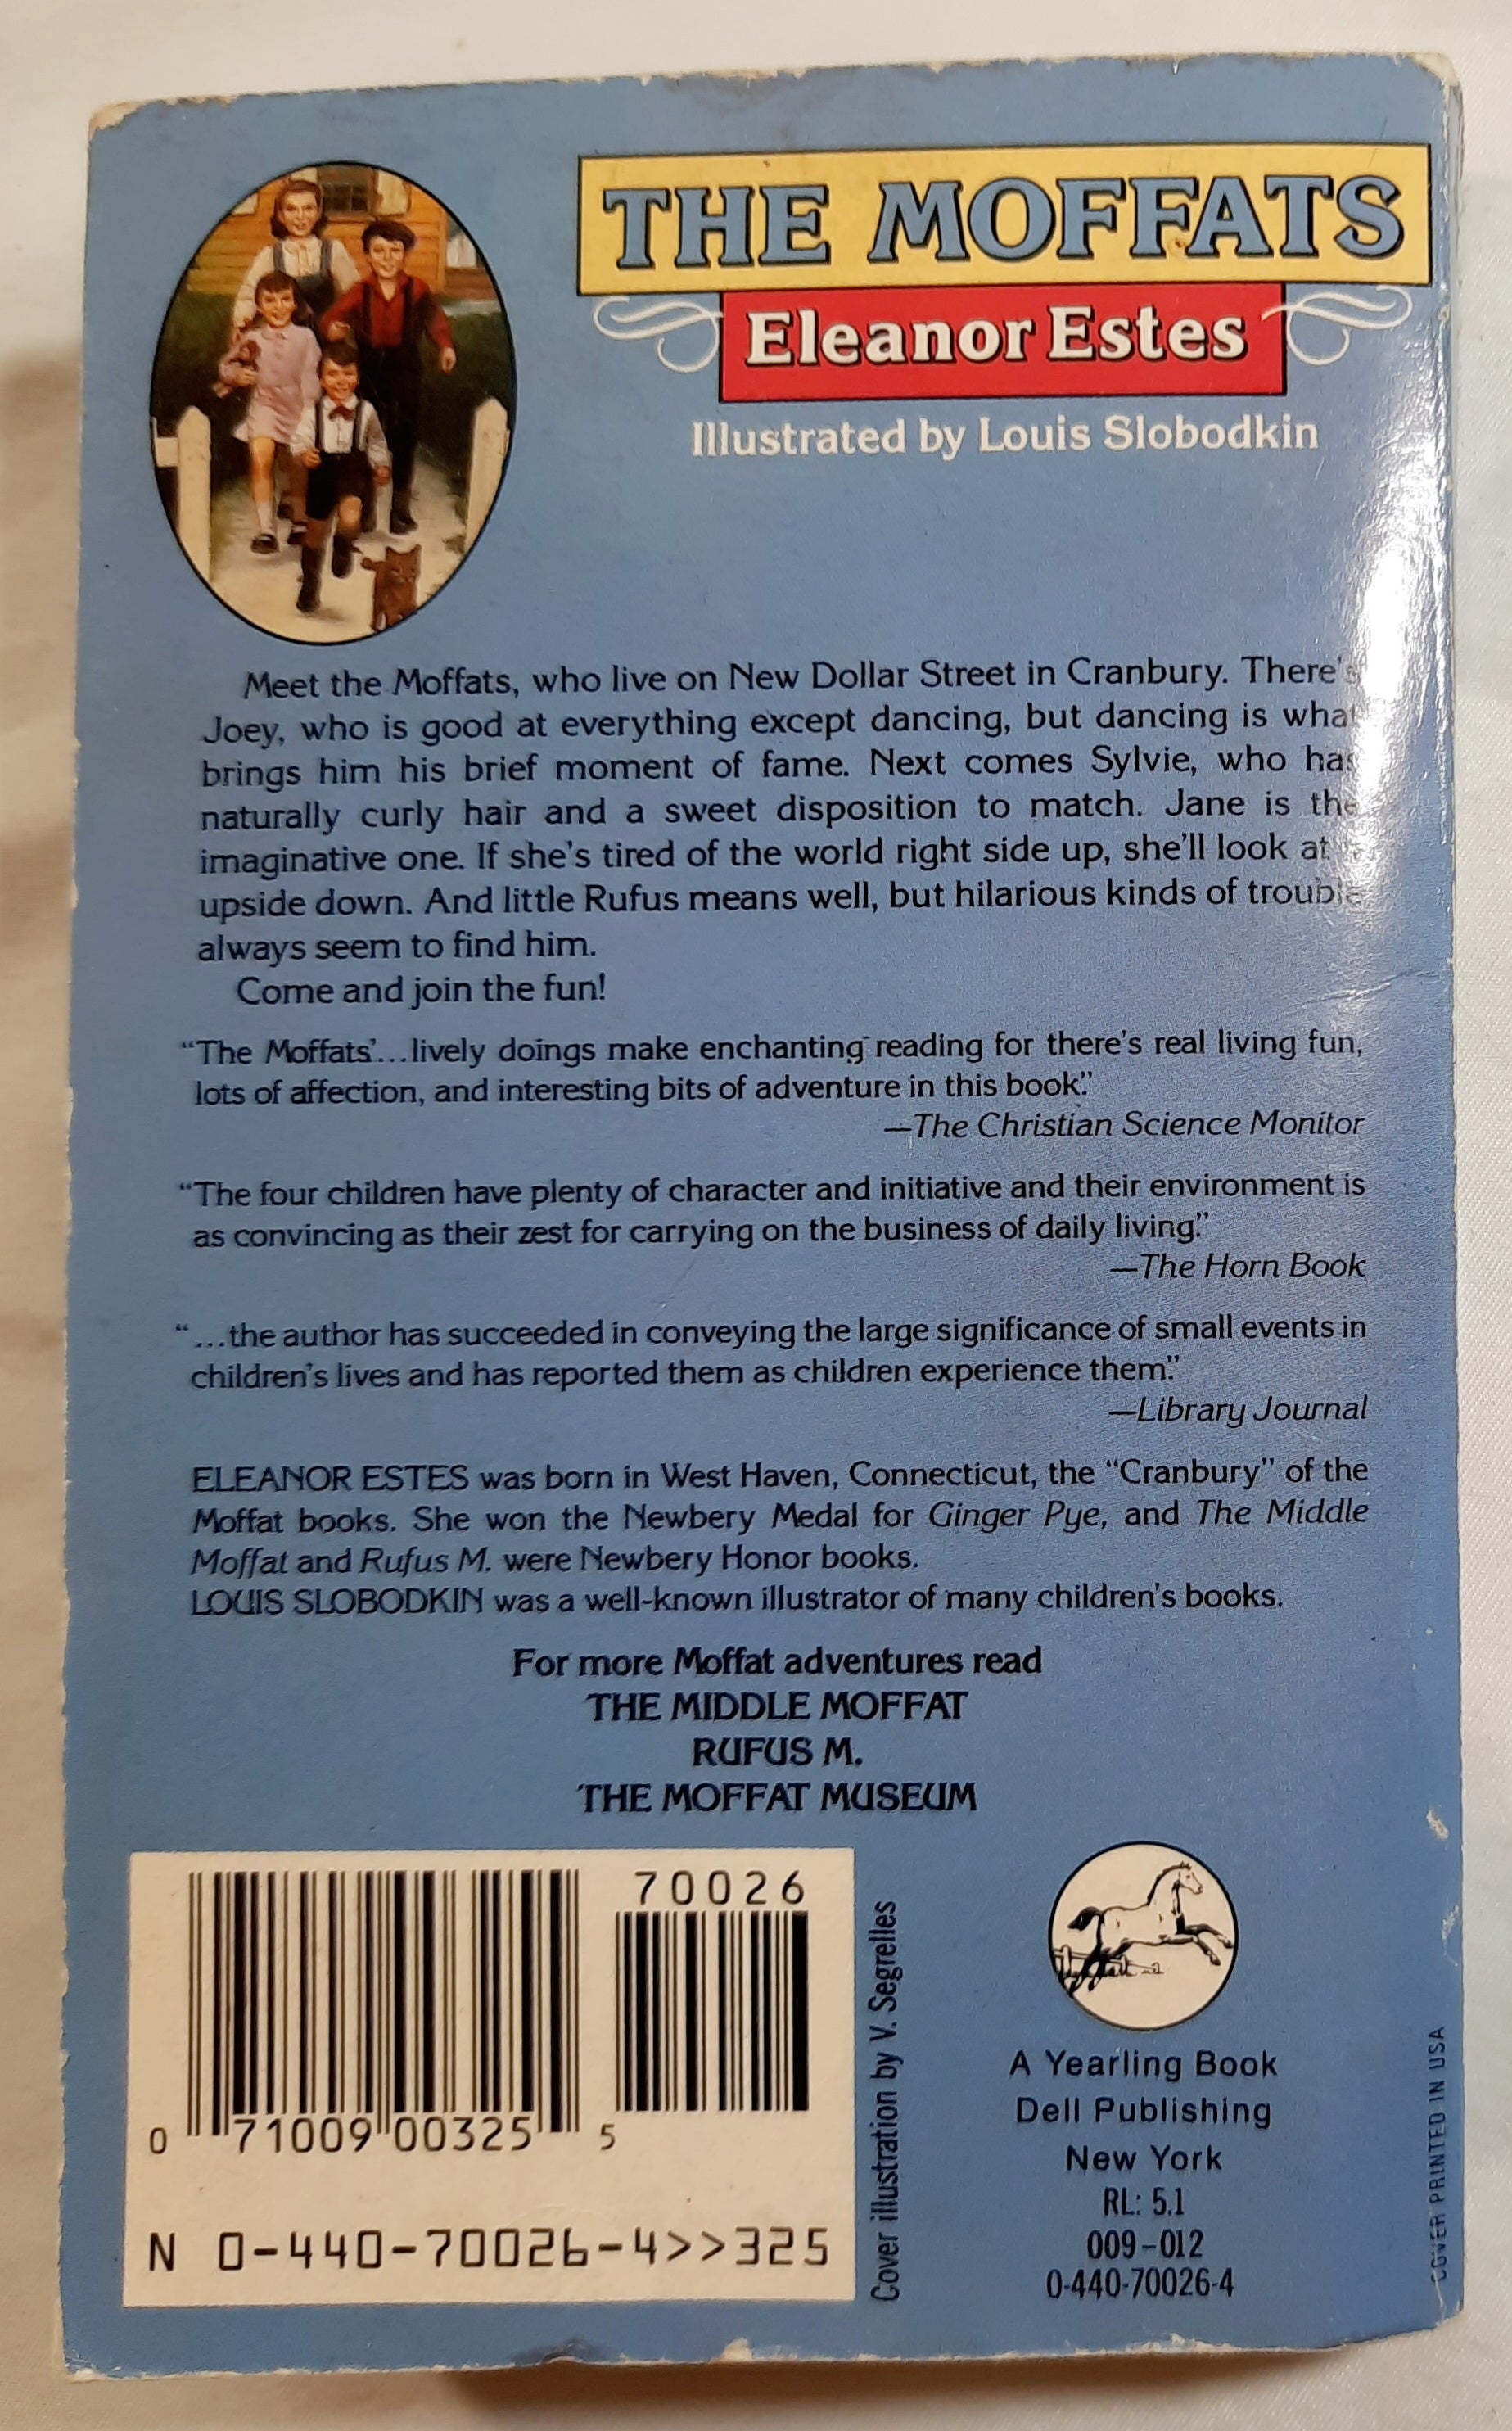 THE MOFFATS
Eleanor Estes
Illustrated by Louis Slobodkin
Meet the Moffats, who live on New Dollar Street in Cranbury. There's
Joey, who is good at everything except dancing, but dancing is what
brings him his brief moment of fame. Next comes Sylvie, who has
naturally curly hair and a sweet disposition to match. Jane is the
imaginative one. If she's tired of the world right side up, she'll look at
upside down. And little Rufus means well, but hilarious kinds of trouble
always seem to find him.
Come and join the fun!
"The Moffats'...lively doings make enchanting reading for there's real living fun,
lots of affection, and interesting bits of adventure in this book."
—The Christian Science Monitor
"The four children have plenty of character and initiative and their environment is
as convincing as their zest for carrying on the business of daily living."
—The Horn Book
"...the author has succeeded in conveying the large significance of small events in
children's lives and has reported them as children experience them."
—Library Journal
ELEANOR ESTES was born in West Haven, Connecticut, the "Cranbury" of the
Moffat books. She won the Newbery Medal for Ginger Pye, and The Middle
Moffat and Rufus M. were Newbery Honor books.
LOUIS SLOBODKIN was a well-known illustrator of many children's books.
For more Moffat adventures read
THE MIDDLE MOFFAT
RUFUS M.
THE MOFFAT MUSEUM
70026
0 71009 00325 5
N 0-440-70026-4>>325
Cover illustration by V. Segrelles
A Yearling Book
Dell Publishing
New York
RL: 5.1
009-012
0-440-70026-4
COVER PRINTED IN USA